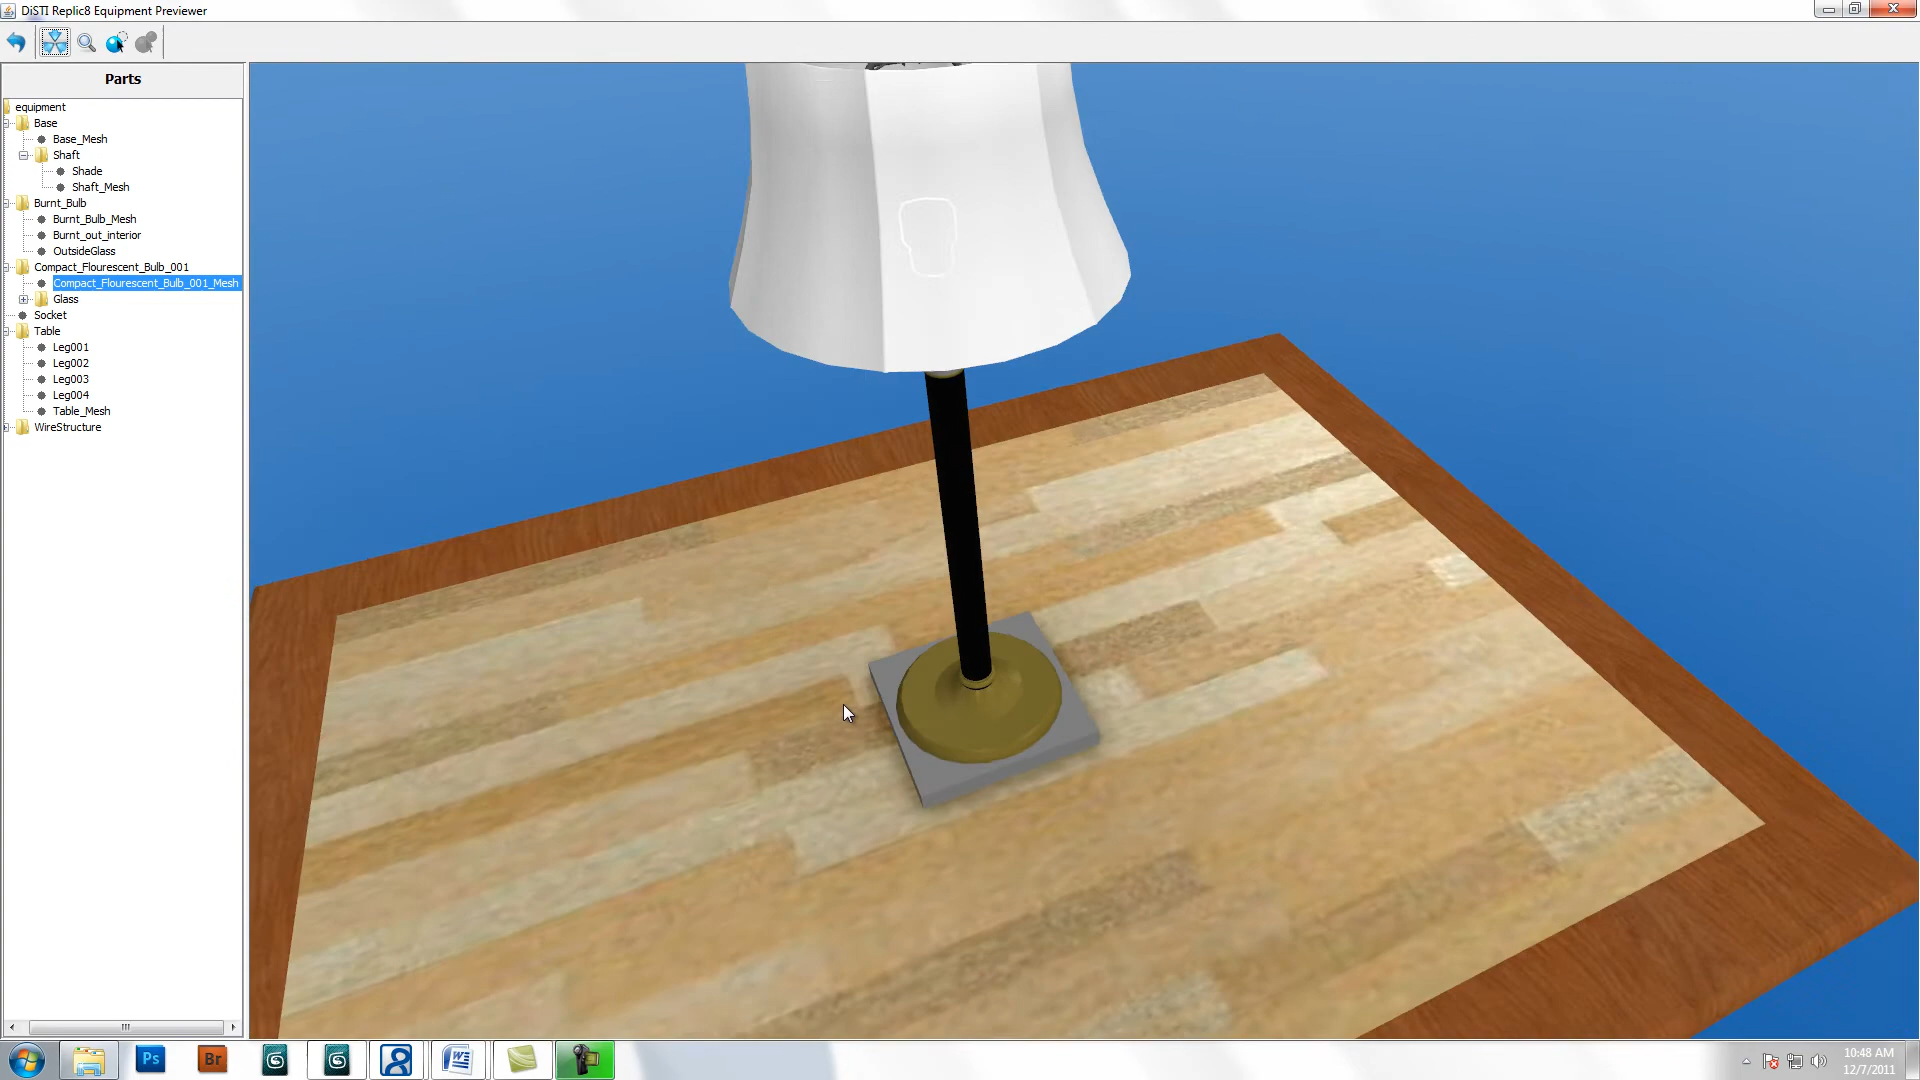 DiSTI Replic8 Equipment Previewer
Parts
equipment
Base
Base_Mesh
Shaft
Shade
Shaft_Mesh
Burnt_Bulb
Burnt_Bulb_Mesh
Burnt_out_interior
OutsideGlass
Compact_Flourescent_Bulb_001
Compact_Flourescent_Bulb_001_Mesh
Glass
Socket
Table
Leg001
Leg002
Leg003
Leg004
Table_Mesh
WireStructure
Ps
Br
10:48 AM
12/7/2011